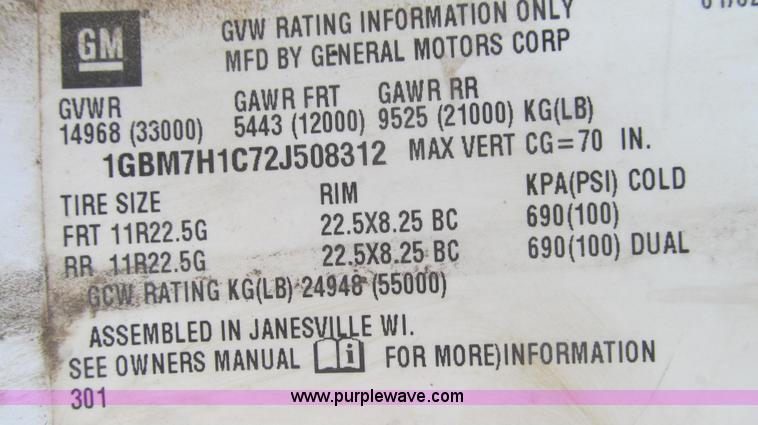 GM
GVW RATING INFORMATION ONLY
MFD BY GENERAL MOTORS CORP
GVWR GAWR FRT GAWR RR
14968 (33000) 5443 (12000) 9525 (21000) KG(LB)
1GBM7H1C72J508312 MAX VERT CG=70 IN.
TIRE SIZE RIM KPA(PSI) COLD
FRT 11R22.5G 22.5X8.25 BC 690(100)
RR 11R22.5G 22.5X8.25 BC 690(100) DUAL
GCW RATING KG(LB) 24948 (55000)
ASSEMBLED IN JANESVILLE WI.
SEE OWNERS MANUAL i FOR MORE)INFORMATION
301
www.purplewave.com